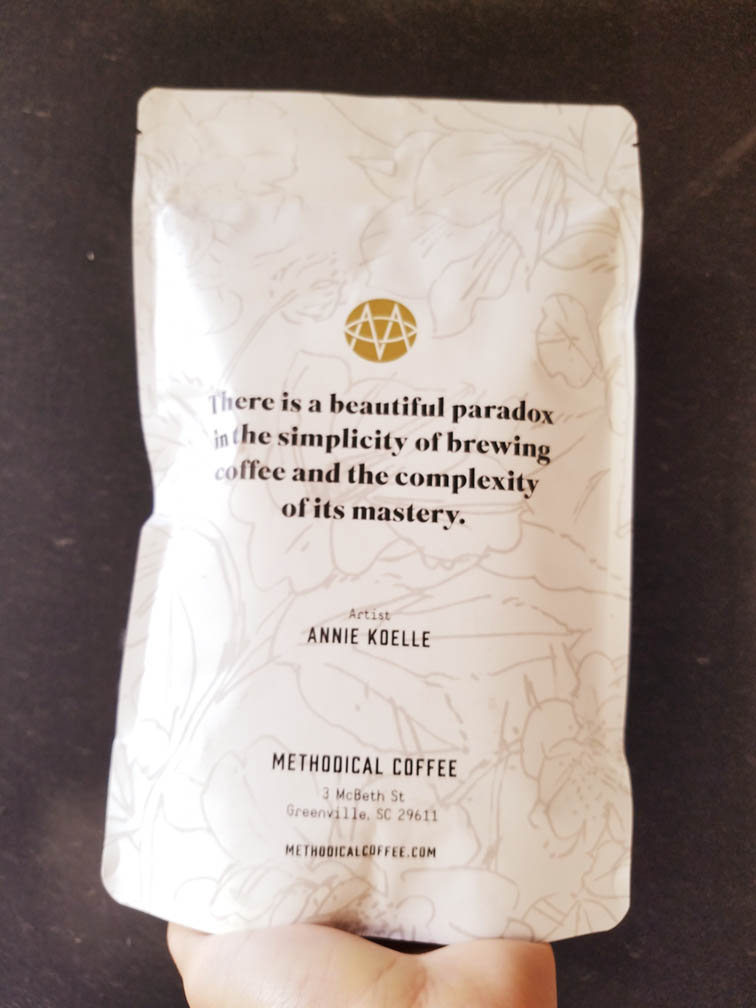 There is a beautiful paradox
in the simplicity of brewing
coffee and the complexity
of its mastery.
Artist
ANNIE KOELLE
METHODICAL COFFEE
3 McBeth St
Greenville, SC 29611
METHODICALCOFFEE.COM